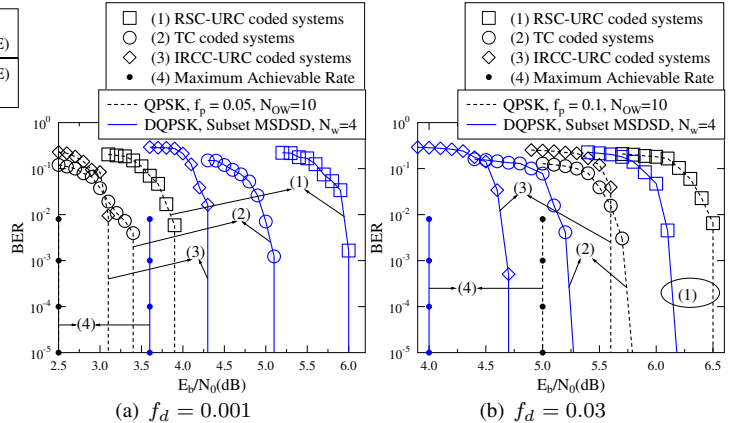 E)
E)
(1) RSC-URC coded systems
(2) TC coded systems
(3) IRCC-URC coded systems
(4) Maximum Achievable Rate
QPSK, f_p = 0.05, N_OW=10
DQPSK, Subset MSDSD, N_w=4
10^0
10^-1
10^-2
10^-3
10^-4
10^-5
BER
(1)
(2)
(3)
(4)
2.5 3.0 3.5 4.0 4.5 5.0 5.5 6.0
E_b/N_0(dB)
(a) f_d = 0.001
(1) RSC-URC coded systems
(2) TC coded systems
(3) IRCC-URC coded systems
(4) Maximum Achievable Rate
QPSK, f_p = 0.1, N_OW=10
DQPSK, Subset MSDSD, N_w=4
10^0
10^-1
10^-2
10^-3
10^-4
10^-5
BER
(3)
(2)
(4)
(1)
4.0 4.5 5.0 5.5 6.0 6.5
E_b/N_0(dB)
(b) f_d = 0.03